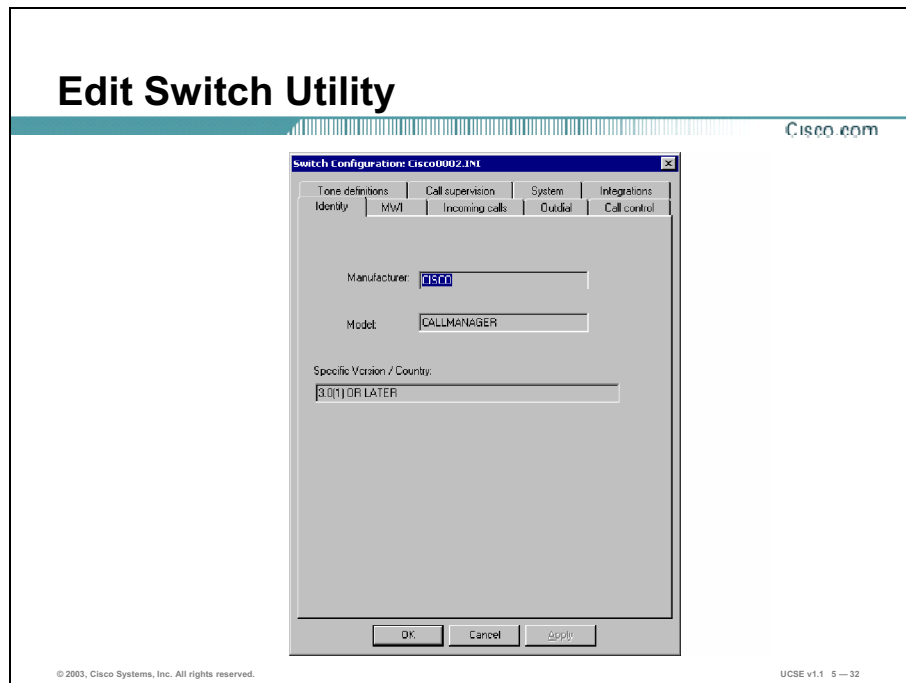 Edit Switch Utility
Cisco.com
Switch Configuration: Cisco0002.INI
Tone definitions Call supervision System Integrations
Identity MWI Incoming calls Outdial Call control
Manufacturer: CISCO
Model: CALLMANAGER
Specific Version / Country:
3.0(1) OR LATER
OK Cancel Apply
© 2003, Cisco Systems, Inc. All rights reserved. UCSE v1.1 5 — 32